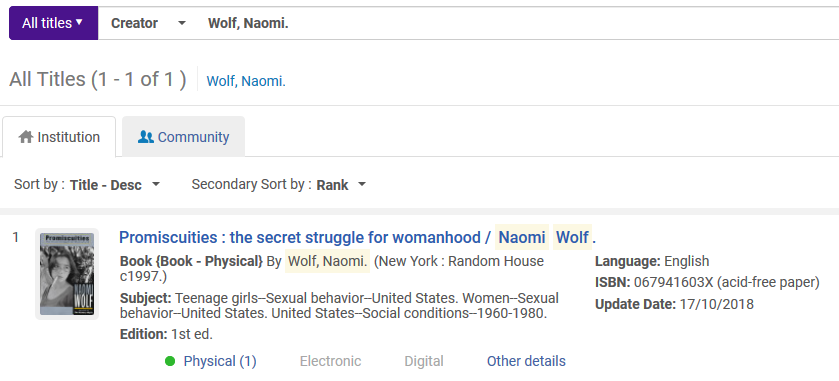 All titles Creator Wolf, Naomi.
All Titles (1 - 1 of 1 ) Wolf, Naomi.
Institution Community
Sort by : Title - Desc Secondary Sort by : Rank
1 Promiscuities : the secret struggle for womanhood / Naomi Wolf.
Promiscuities
WOLF
Book {Book - Physical} By Wolf, Naomi. (New York : Random House
c1997.)
Subject: Teenage girls--Sexual behavior--United States. Women--Sexual
behavior--United States. United States--Social conditions--1960-1980.
Edition: 1st ed.
Language: English
ISBN: 067941603X (acid-free paper)
Update Date: 17/10/2018
Physical (1) Electronic Digital Other details